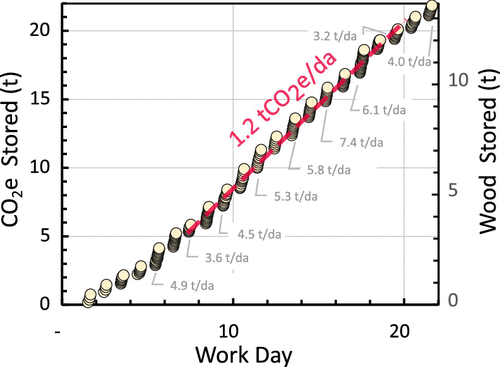 20
15
10
5
0
CO2e Stored (t)
-
10
20
Work Day
10
5
0
Wood Stored (t)
1.2 tCO2e/da
3.2 t/da
4.0 t/da
6.1 t/da
7.4 t/da
5.8 t/da
5.3 t/da
4.5 t/da
3.6 t/da
4.9 t/da